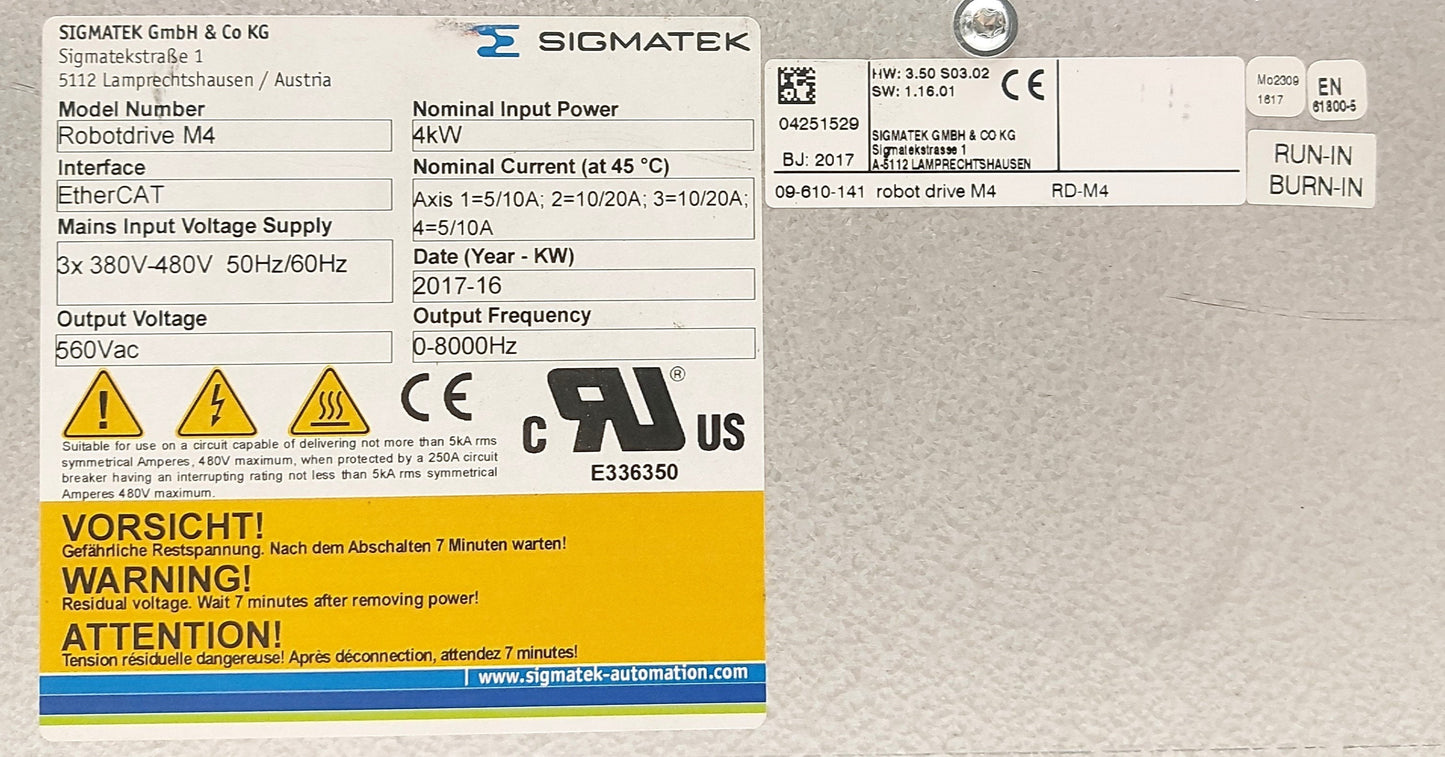 SIGMATEK GmbH & Co KG
Sigmatekstraße 1
5112 Lamprechtshausen / Austria
SIGMATEK
Model Number
Robotdrive M4
Interface
EtherCAT
Mains Input Voltage Supply
3x 380V-480V 50Hz/60Hz
Output Voltage
560Vac
Nominal Input Power
4kW
Nominal Current (at 45 °C)
Axis 1=5/10A; 2=10/20A; 3=10/20A;
4=5/10A
Date (Year - KW)
2017-16
Output Frequency
0-8000Hz
CE
C RU ® US
E336350
Suitable for use on a circuit capable of delivering not more than 5kA rms
symmetrical Amperes, 480V maximum, when protected by a 250A circuit
breaker having an interrupting rating not less than 5kA rms symmetrical
Amperes 480V maximum.
VORSICHT!
Gefährliche Restspannung. Nach dem Abschalten 7 Minuten warten!
WARNING!
Residual voltage. Wait 7 minutes after removing power!
ATTENTION!
Tension résiduelle dangereuse! Après déconnection, attendez 7 minutes!
www.sigmatek-automation.com
04251529
BJ: 2017
HW: 3.50 S03.02
SW: 1.16.01
CE
SIGMATEK GMBH & CO KG
Sigmatekstrasse 1
A-5112 LAMPRECHTSHAUSEN
09-610-141 robot drive M4 RD-M4
Mo2309
1617
EN
61800-5
RUN-IN
BURN-IN